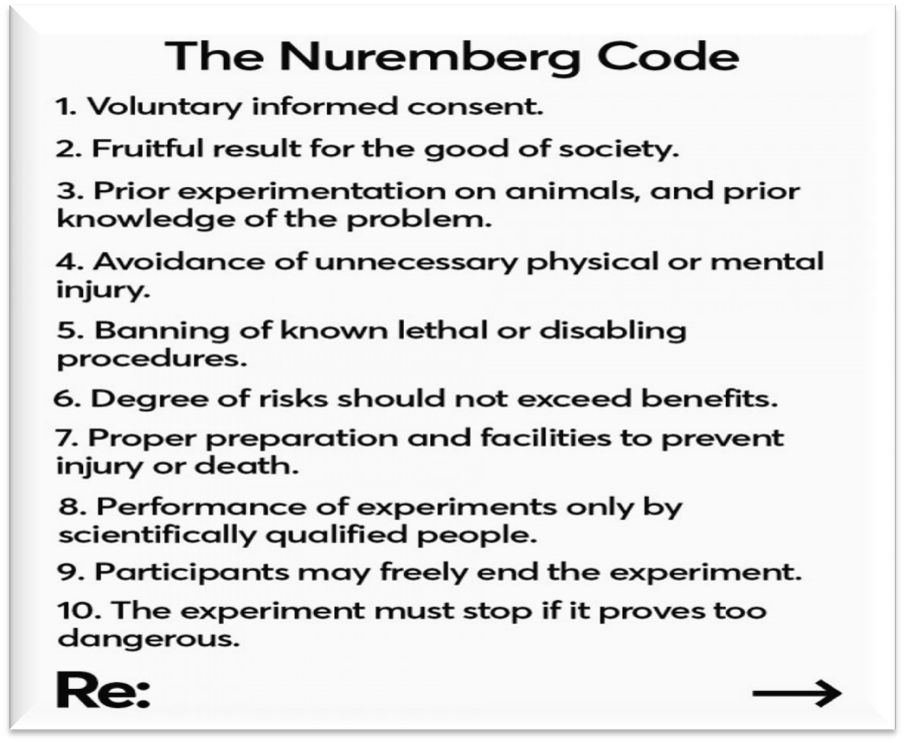 The Nuremberg Code
1. Voluntary informed consent.
2. Fruitful result for the good of society.
3. Prior experimentation on animals, and prior
knowledge of the problem.
4. Avoidance of unnecessary physical or mental
injury.
5. Banning of known lethal or disabling
procedures.
6. Degree of risks should not exceed benefits.
7. Proper preparation and facilities to prevent
injury or death.
8. Performance of experiments only by
scientifically qualified people.
9. Participants may freely end the experiment.
10. The experiment must stop if it proves too
dangerous.
Re: